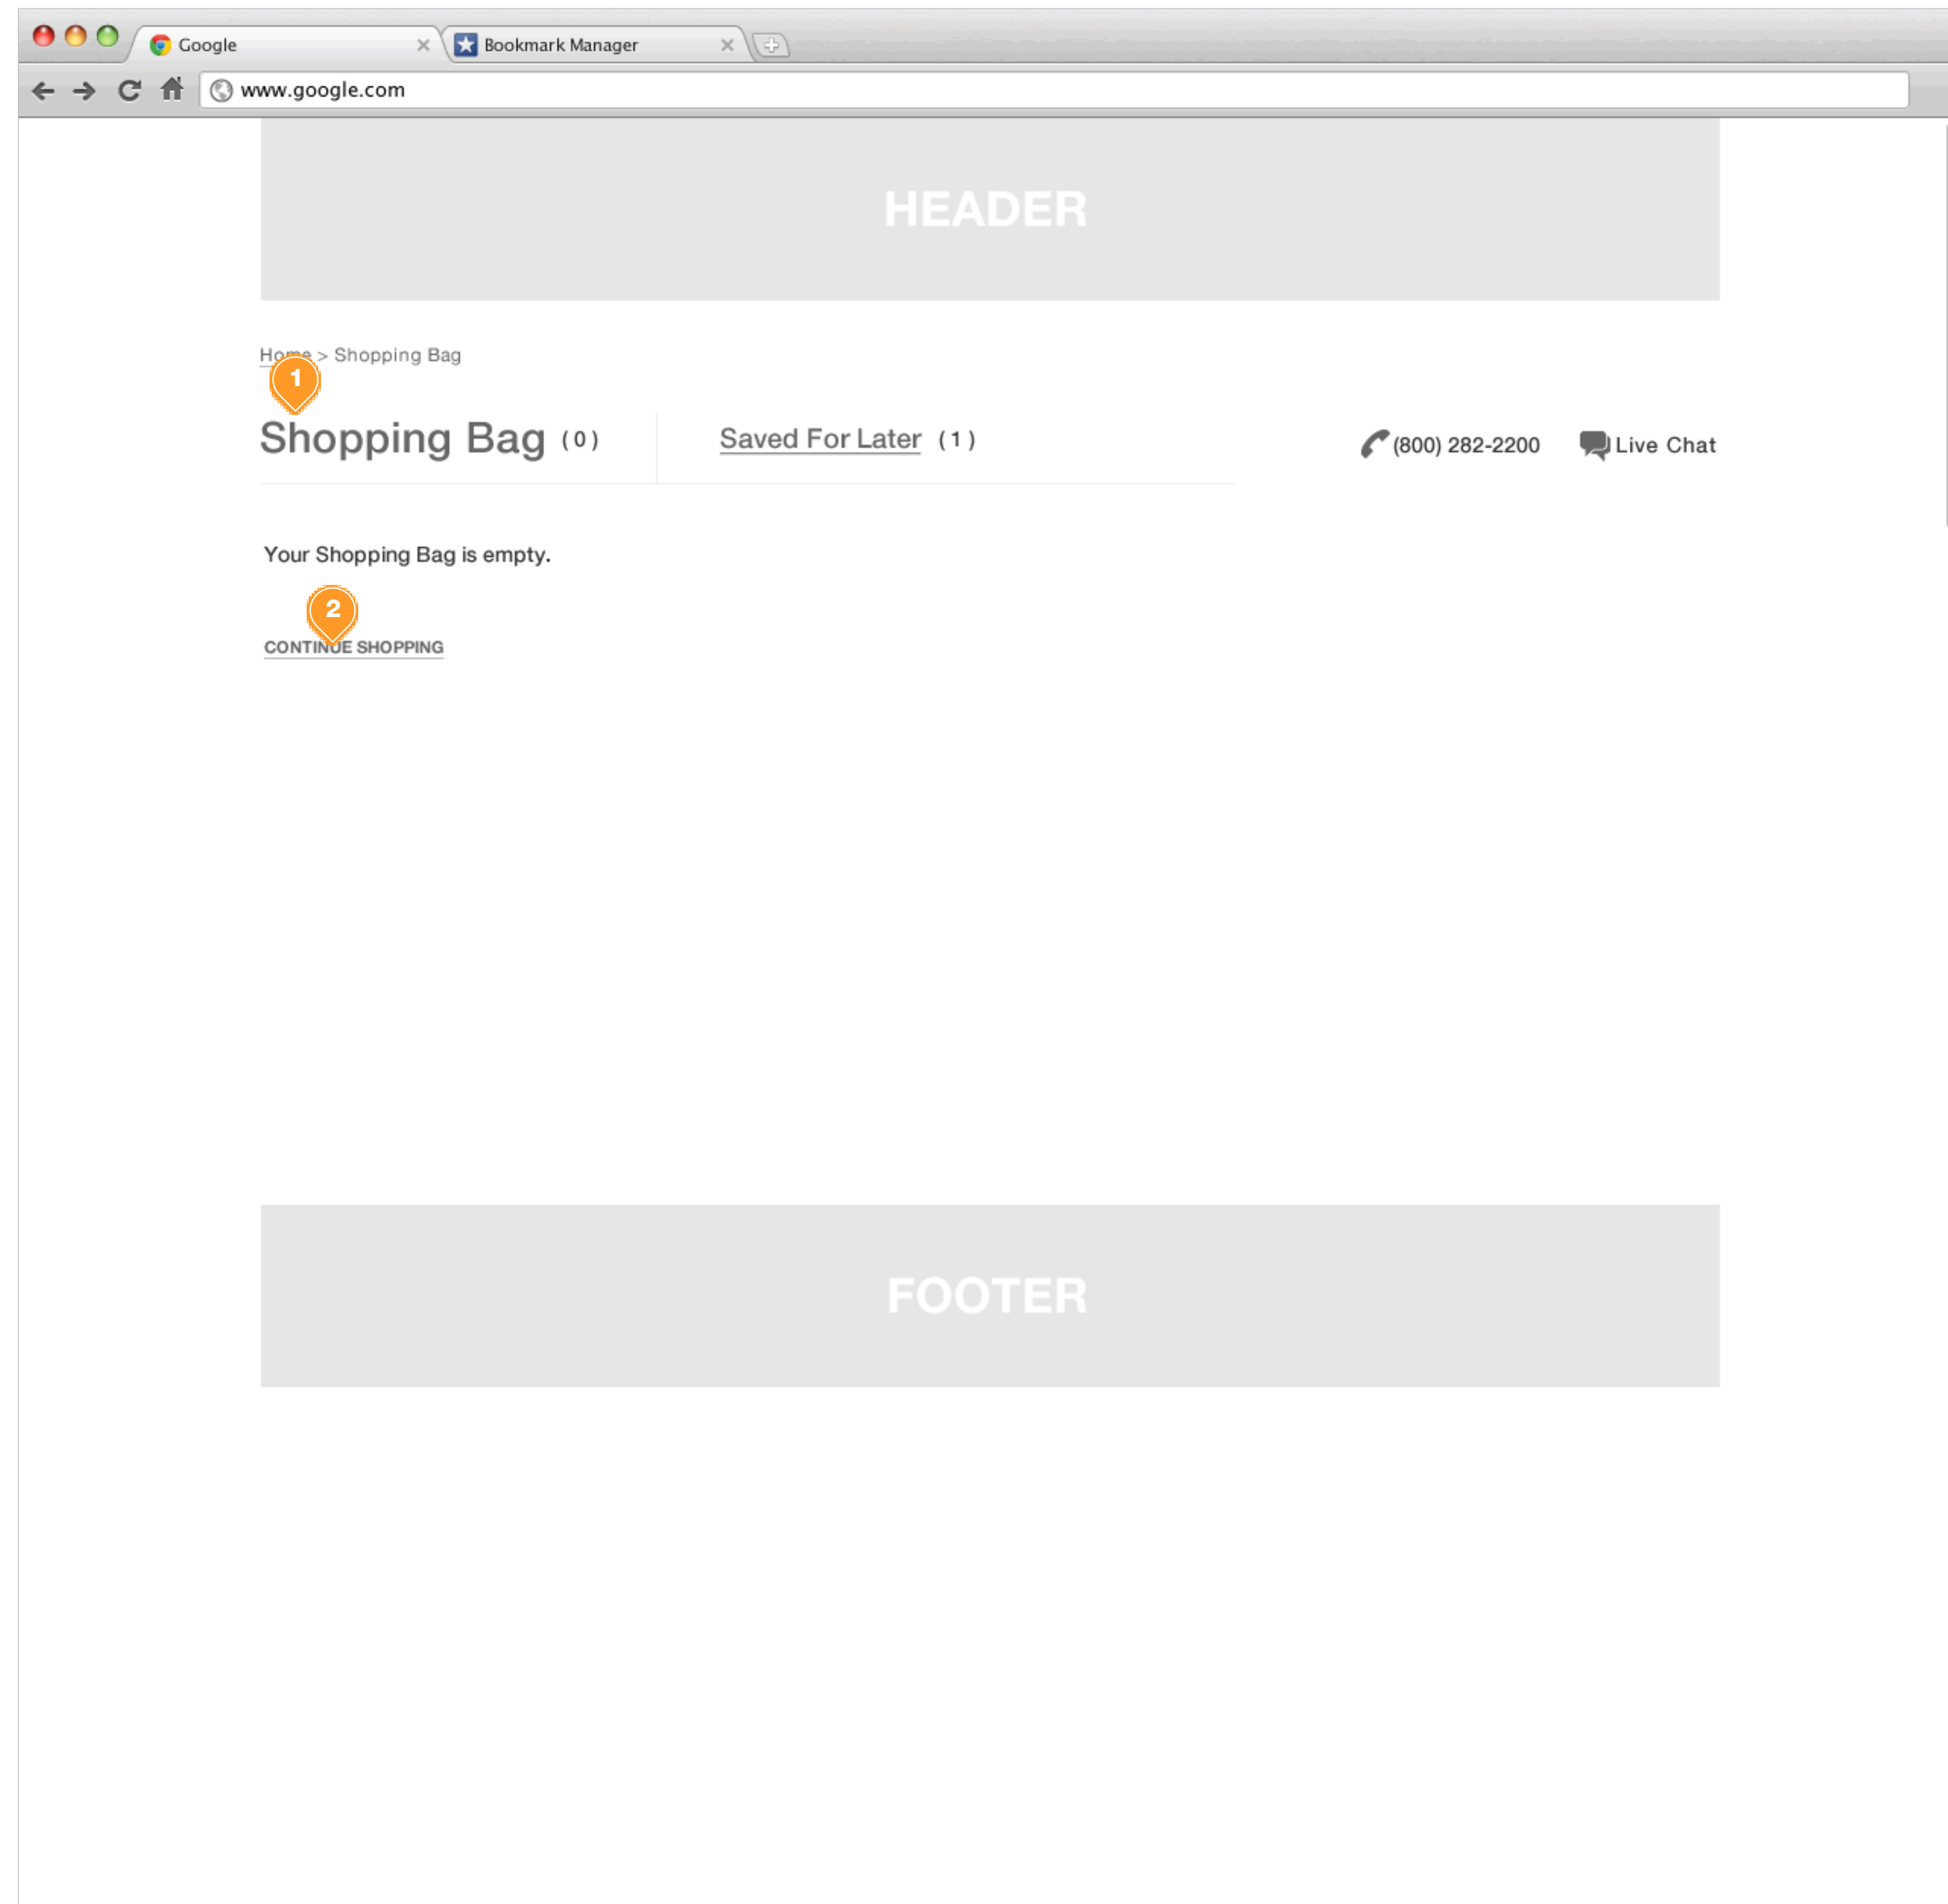 Google
Bookmark Manager
www.google.com
HEADER
Home > Shopping Bag
1
Shopping Bag (0)
Saved For Later (1)
(800) 282-2200
Live Chat
Your Shopping Bag is empty.
2
CONTINUE SHOPPING
FOOTER